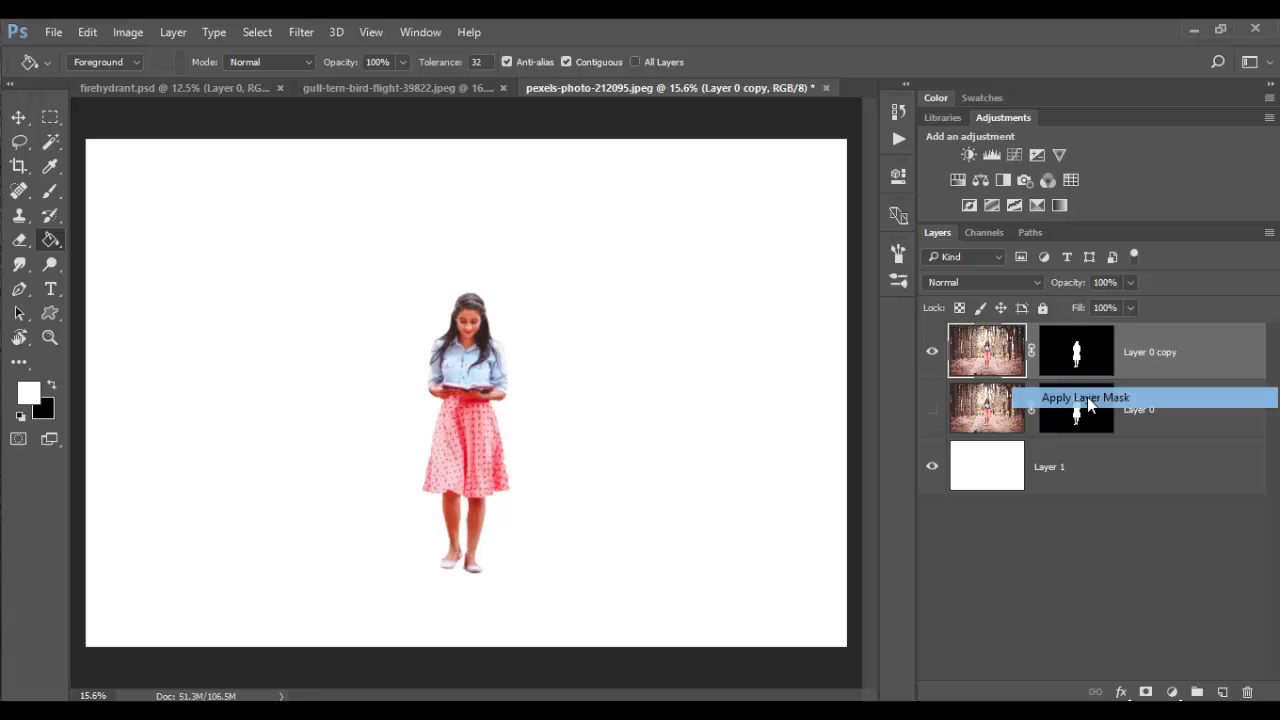 Ps File Edit Image Layer Type Select Filter 3D View Window Help
Foreground Mode: Normal Opacity: 100% Tolerance: 32 Anti-alias Contiguous All Layers
firehydrant.psd @ 12.5% (Layer 0, RG... × gull-tern-bird-flight-39822.jpeg @ 16.... × pexels-photo-212095.jpeg @ 15.6% (Layer 0 copy, RGB/8) * ×
Color Swatches
Libraries Adjustments
Add an adjustment
Layers Channels Paths
Kind
Normal Opacity: 100%
Lock: Fill: 100%
Layer 0 copy
Apply Layer Mask
Layer 0
Layer 1
15.6% Doc: 51.3M/106.5M
fx